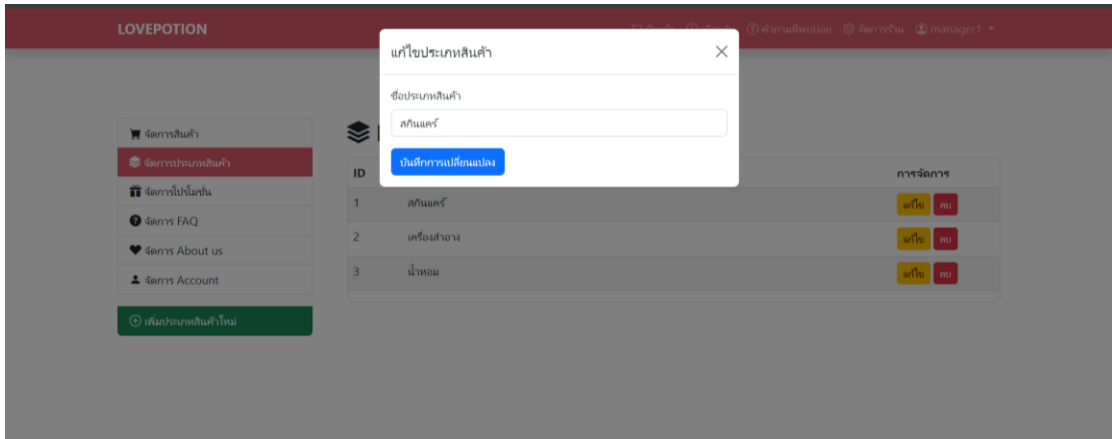 LOVEPOTION
คำถามที่พบบ่อย จัดการร้าน manager1
แก้ไขประเภทสินค้า
ชื่อประเภทสินค้า
สกินแคร์
บันทึกการเปลี่ยนแปลง
จัดการสินค้า
จัดการประเภทสินค้า
จัดการโปรโมชั่น
จัดการ FAQ
จัดการ About us
จัดการ Account
เพิ่มประเภทสินค้าใหม่
ID การจัดการ
1 สกินแคร์ แก้ไข ลบ
2 เครื่องสำอาง แก้ไข ลบ
3 น้ำหอม แก้ไข ลบ